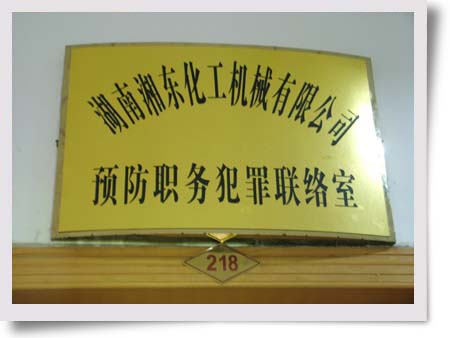 湖南湘东化工机械有限公司
预防职务犯罪联络室
218